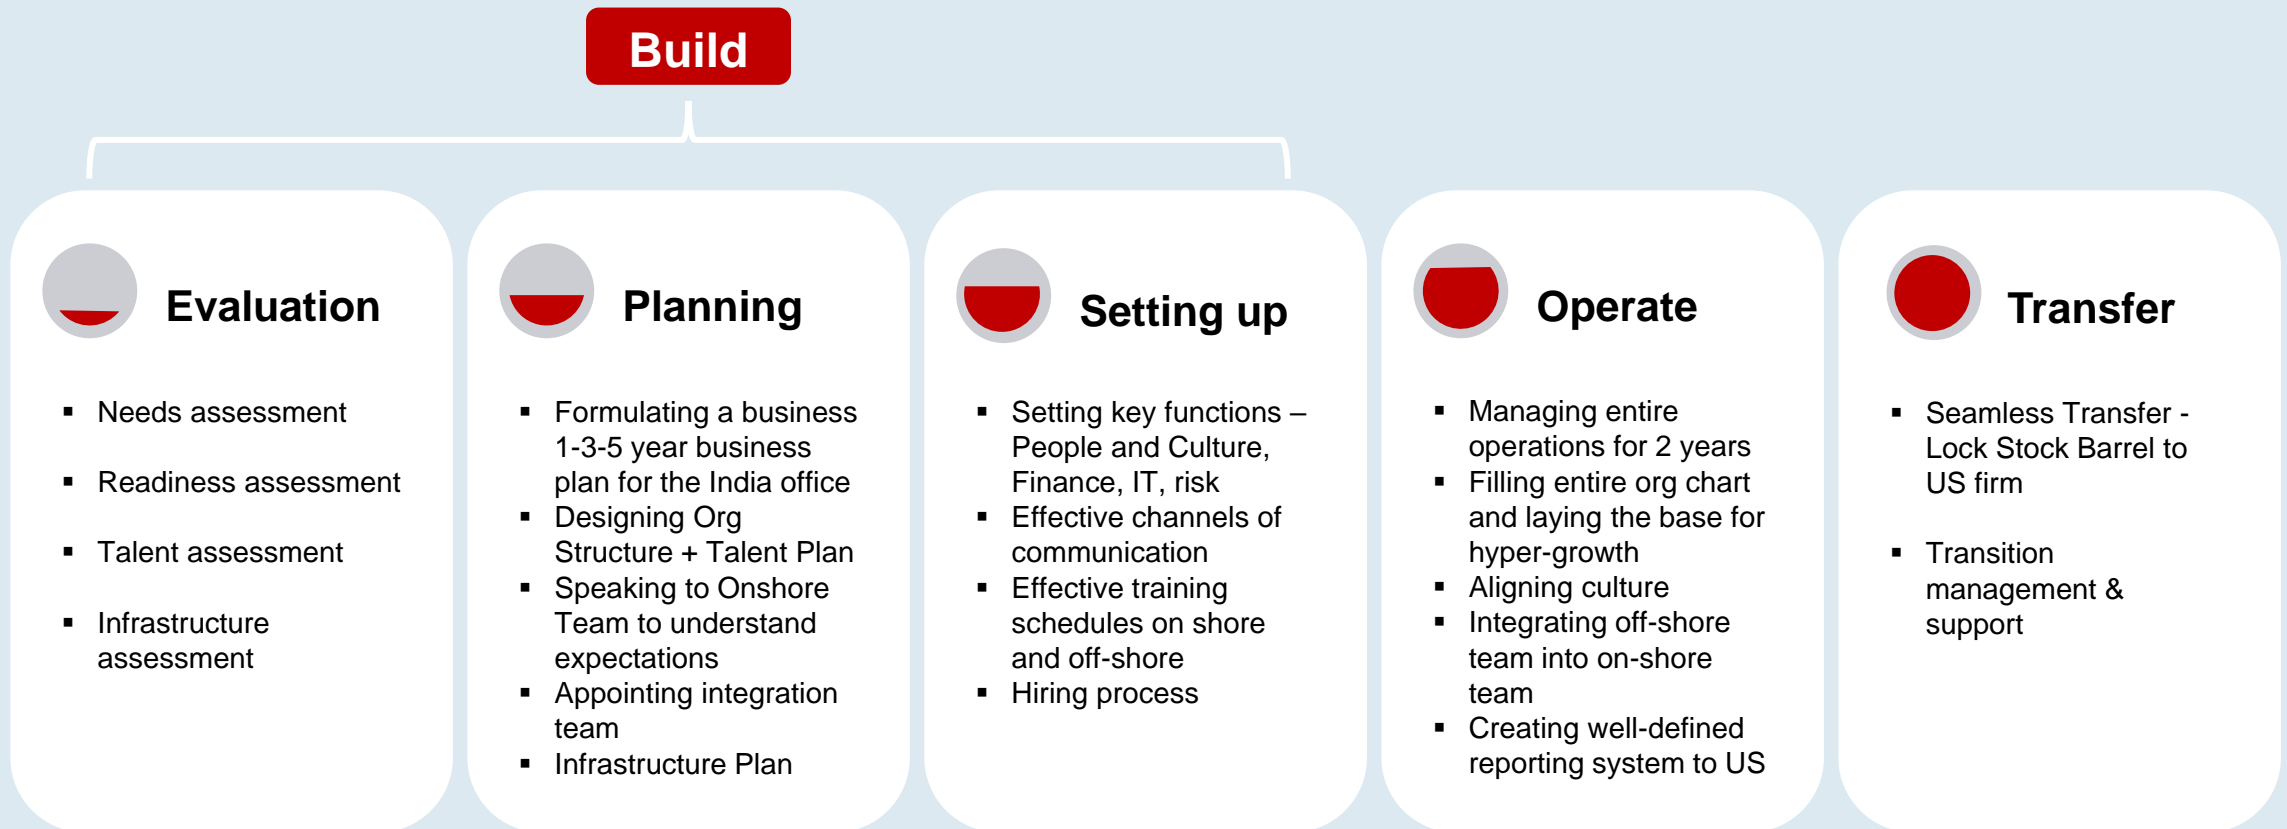 Build
Evaluation
▪ Needs assessment
▪ Readiness assessment
▪ Talent assessment
▪ Infrastructure
assessment
Planning
▪ Formulating a business
1-3-5 year business
plan for the India office
▪ Designing Org
Structure + Talent Plan
▪ Speaking to Onshore
Team to understand
expectations
▪ Appointing integration
team
▪ Infrastructure Plan
Setting up
▪ Setting key functions –
People and Culture,
Finance, IT, risk
▪ Effective channels of
communication
▪ Effective training
schedules on shore
and off-shore
▪ Hiring process
Operate
▪ Managing entire
operations for 2 years
▪ Filling entire org chart
and laying the base for
hyper-growth
▪ Aligning culture
▪ Integrating off-shore
team into on-shore
team
▪ Creating well-defined
reporting system to US
Transfer
▪ Seamless Transfer -
Lock Stock Barrel to
US firm
▪ Transition
management &
support